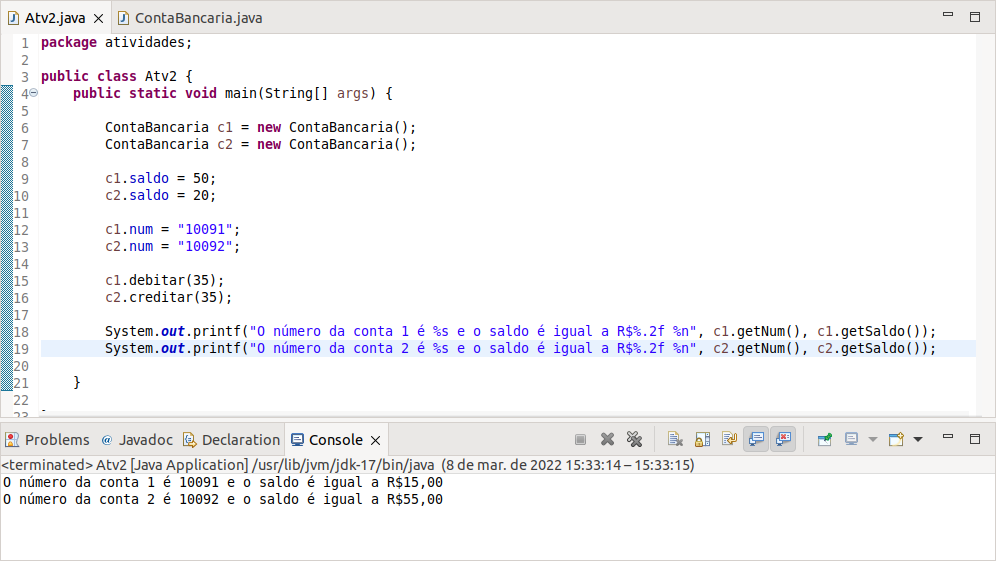 Atv2.java ContaBancaria.java
1 package atividades;
2
3 public class Atv2 {
4 public static void main(String[] args) {
5
6 ContaBancaria c1 = new ContaBancaria();
7 ContaBancaria c2 = new ContaBancaria();
8
9 c1.saldo = 50;
10 c2.saldo = 20;
11
12 c1.num = "10091";
13 c2.num = "10092";
14
15 c1.debitar(35);
16 c2.creditar(35);
17
18 System.out.printf("O número da conta 1 é %s e o saldo é igual a R$%.2f %n", c1.getNum(), c1.getSaldo());
19 System.out.printf("O número da conta 2 é %s e o saldo é igual a R$%.2f %n", c2.getNum(), c2.getSaldo());
20
21 }
22
23
Problems @ Javadoc Declaration Console
<terminated> Atv2 [Java Application] /usr/lib/jvm/jdk-17/bin/java (8 de mar. de 2022 15:33:14 – 15:33:15)
O número da conta 1 é 10091 e o saldo é igual a R$15,00
O número da conta 2 é 10092 e o saldo é igual a R$55,00